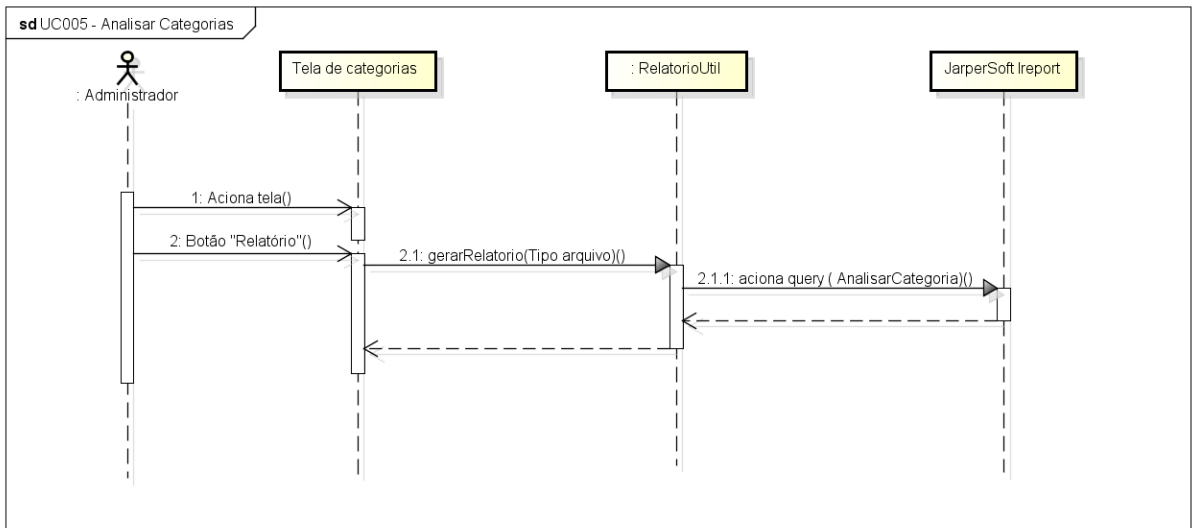 sd UC005 - Analisar Categorias
: Administrador
Tela de categorias
: RelatorioUtil
JarperSoft Ireport
1: Aciona tela()
2: Botão "Relatório"()
2.1: gerarRelatorio(Tipo arquivo)()
2.1.1: aciona query ( AnalisarCategoria)()